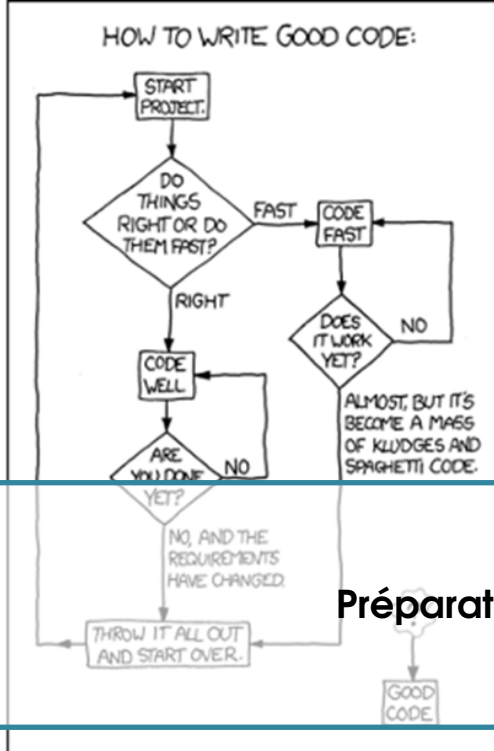 HOW TO WRITE GOOD CODE:
START
PROJECT.
DO
THINGS
RIGHT OR DO
THEM FAST?
FAST
CODE
FAST
RIGHT
DOES
IT WORK
YET?
NO
CODE
WELL
ALMOST, BUT IT'S
BECOME A MASS
OF KLUDGES AND
SPAGHETTI CODE.
ARE
YOU DONE
YET?
NO
NO, AND THE
REQUIREMENTS
HAVE CHANGED.
Préparat
?
THROW IT ALL OUT
AND START OVER.
GOOD
CODE